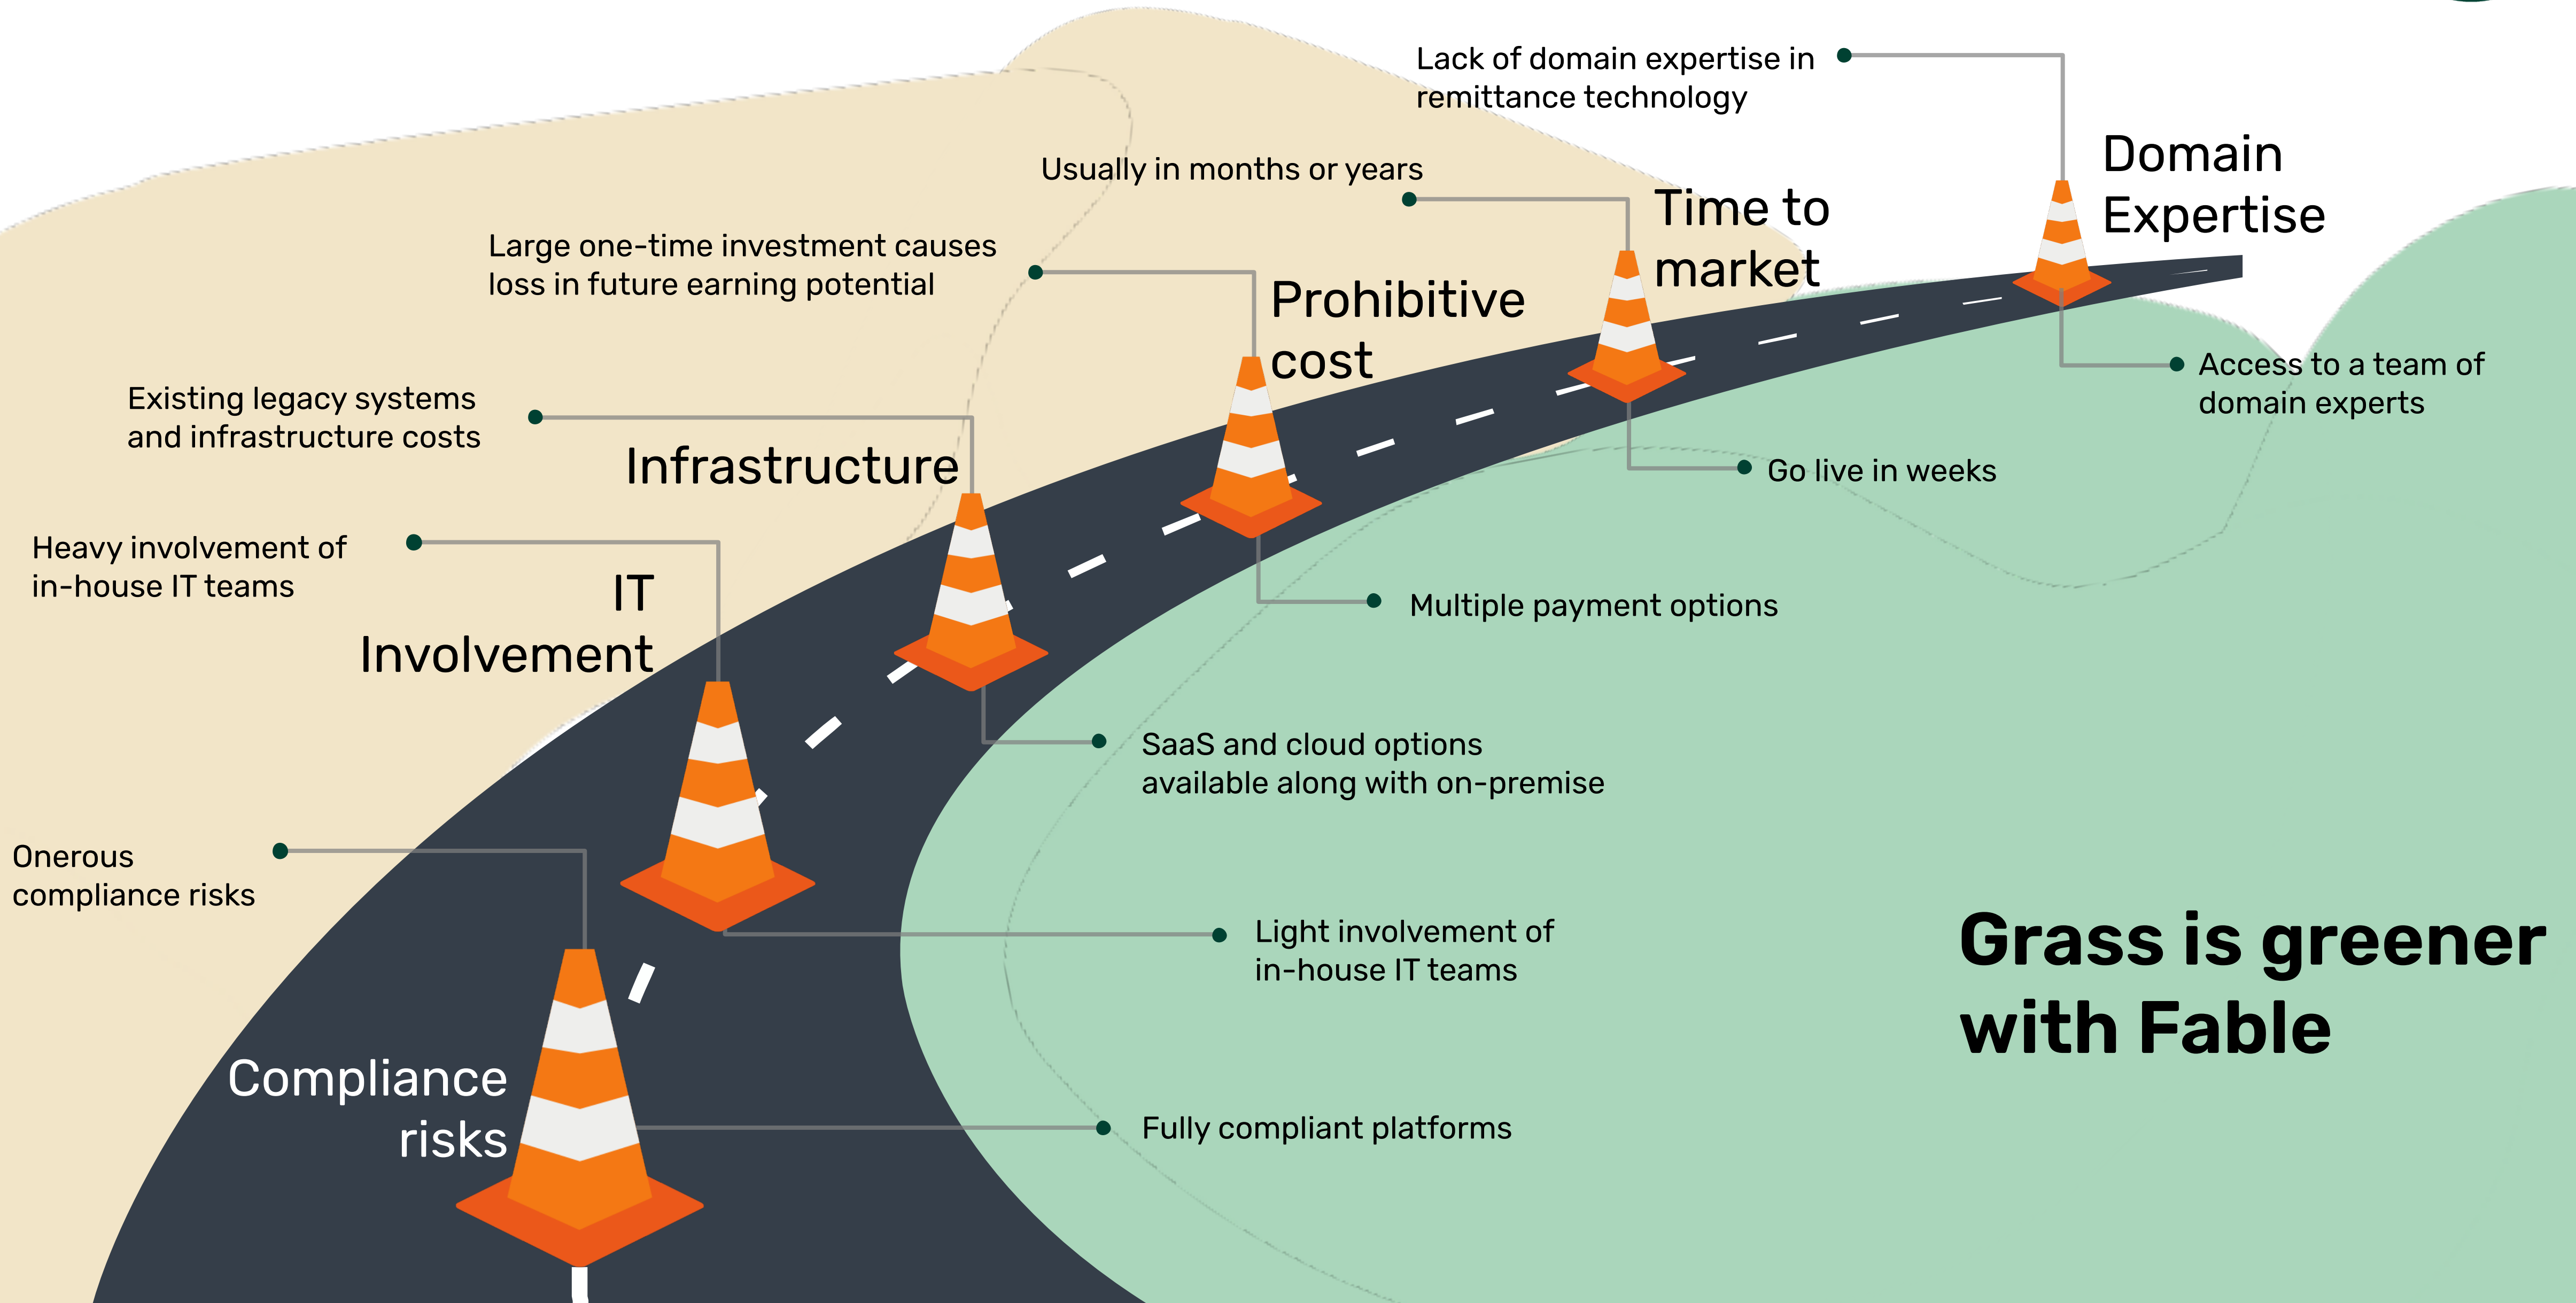 Lack of domain expertise in
remittance technology
Domain
Expertise
Access to a team of
domain experts
Usually in months or years
Time to
market
Go live in weeks
Large one-time investment causes
loss in future earning potential
Prohibitive
cost
Multiple payment options
Existing legacy systems
and infrastructure costs
Infrastructure
SaaS and cloud options
available along with on-premise
Heavy involvement of
in-house IT teams
IT
Involvement
Light involvement of
in-house IT teams
Onerous
compliance risks
Compliance
risks
Fully compliant platforms
Grass is greener
with Fable